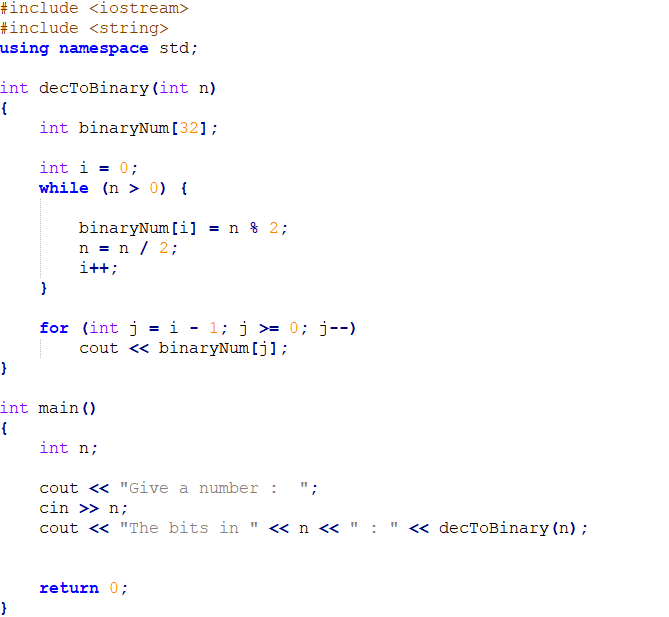 #include <iostream>
#include <string>
using namespace std;
int decToBinary(int n)
{
int binaryNum[32];
int i = 0;
while (n > 0) {
binaryNum[i] = n % 2;
n = n / 2;
i++;
}
for (int j = i - 1; j >= 0; j--)
cout << binaryNum[j];
}
int main()
{
int n;
cout << "Give a number :  ";
cin >> n;
cout << "The bits in " << n << " : " << decToBinary(n);
return 0;
}